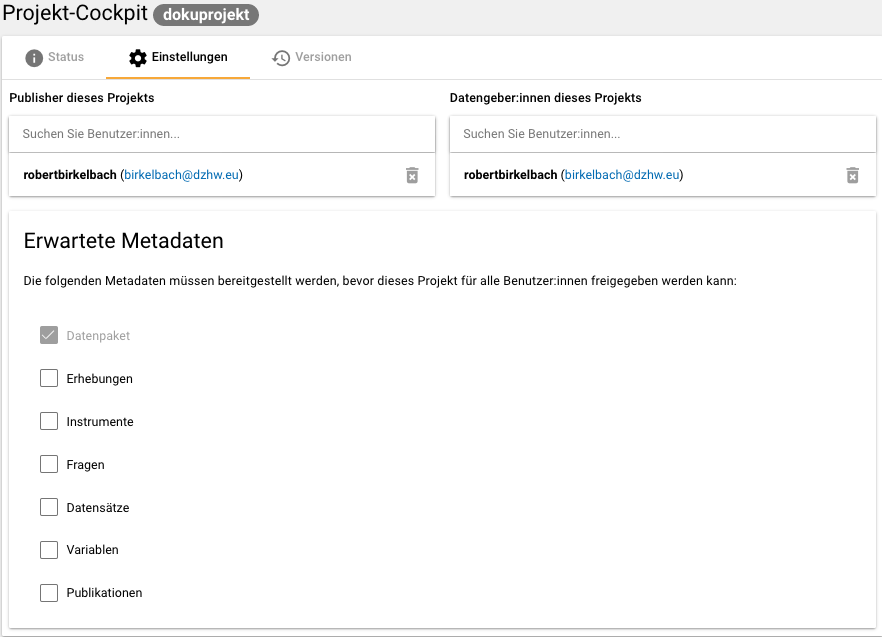 Projekt-Cockpit dokuprojekt
Status Einstellungen Versionen
Publisher dieses Projekts
Suchen Sie Benutzer:innen...
robertbirkelbach (birkelbach@dzhw.eu)
Datengeber:innen dieses Projekts
Suchen Sie Benutzer:innen...
robertbirkelbach (birkelbach@dzhw.eu)
Erwartete Metadaten
Die folgenden Metadaten müssen bereitgestellt werden, bevor dieses Projekt für alle Benutzer:innen freigegeben werden kann:
Datenpaket
Erhebungen
Instrumente
Fragen
Datensätze
Variablen
Publikationen